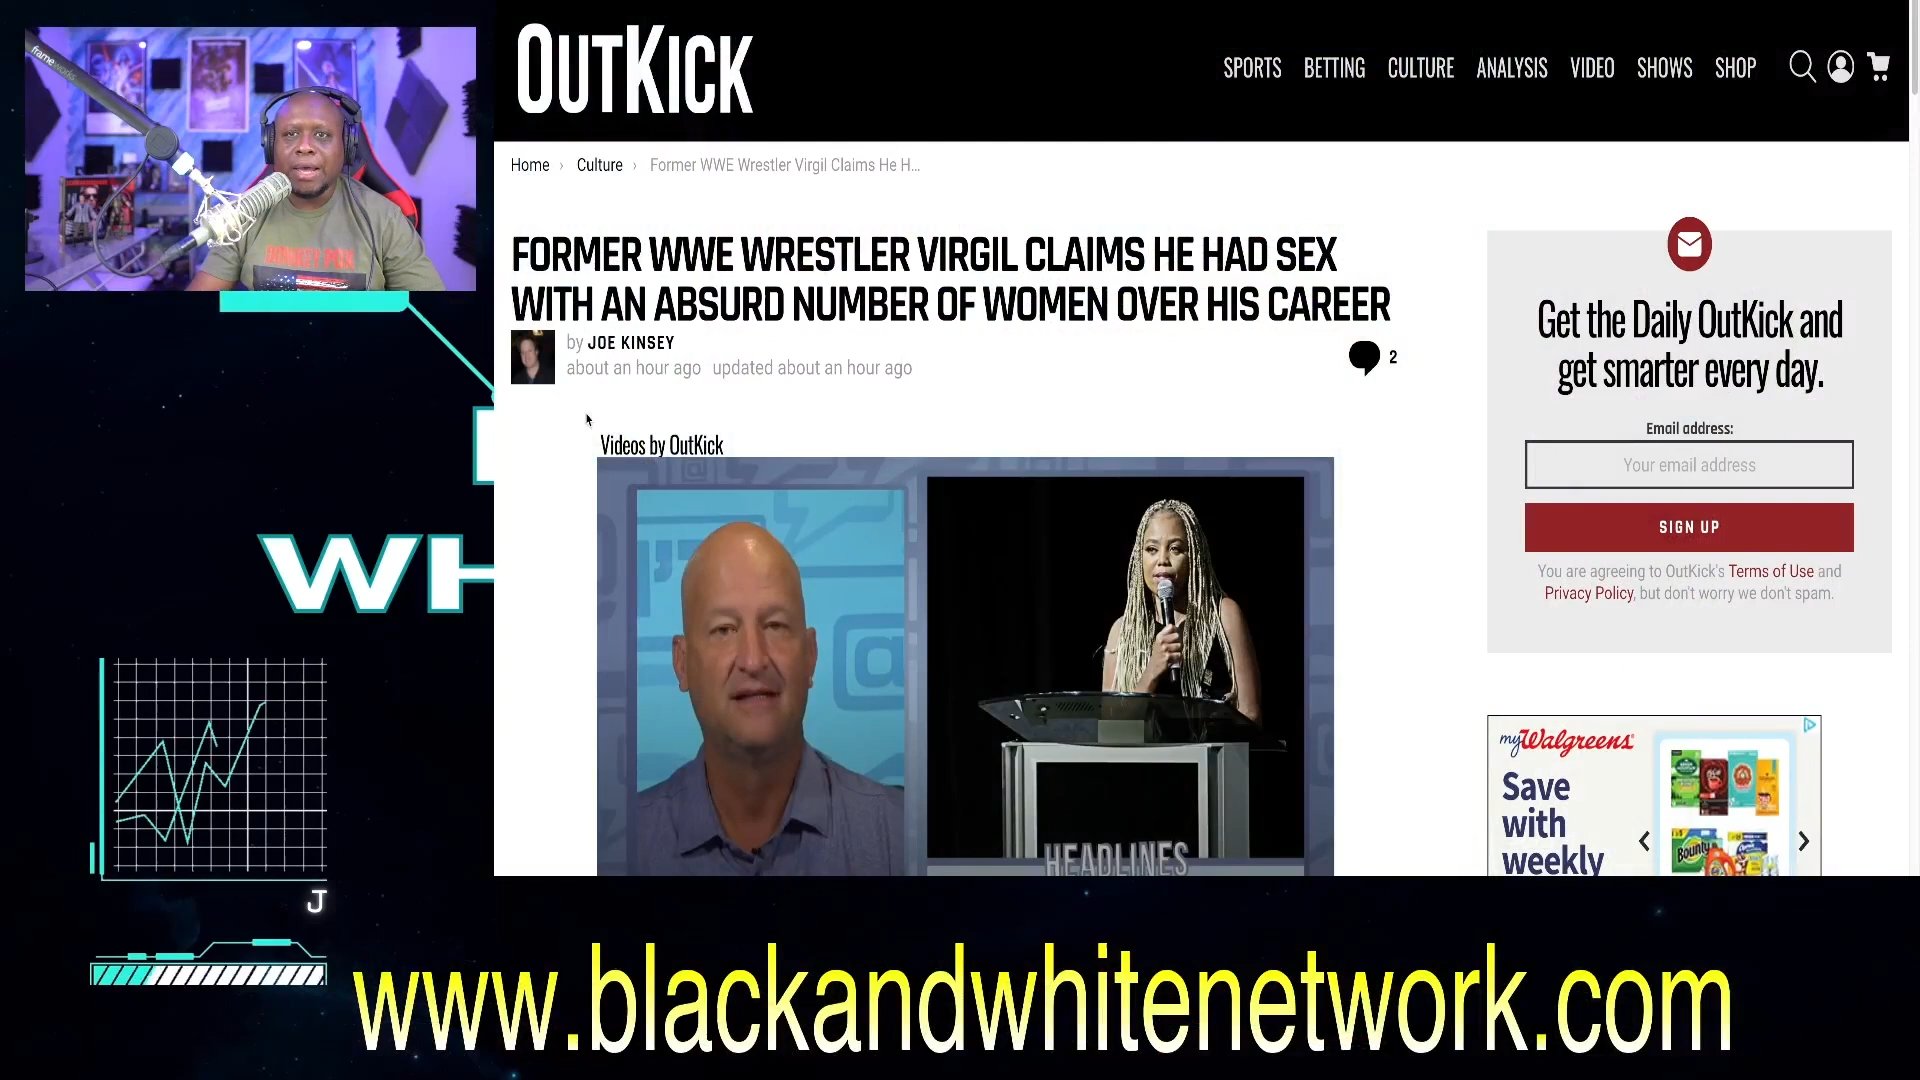 frameworks
OUTKICK
SPORTS BETTING CULTURE ANALYSIS VIDEO SHOWS SHOP
Home › Culture › Former WWE Wrestler Virgil Claims He H...
FORMER WWE WRESTLER VIRGIL CLAIMS HE HAD SEX
WITH AN ABSURD NUMBER OF WOMEN OVER HIS CAREER
by JOE KINSEY
about an hour ago updated about an hour ago
2
Videos by OutKick
HEADLINES
Get the Daily OutKick and
get smarter every day.
Email address:
Your email address
SIGN UP
You are agreeing to OutKick's Terms of Use and
Privacy Policy, but don't worry we don't spam.
myWalgreens
Save
with
weekly
Bounty
WH
J
www.blackandwhitenetwork.com